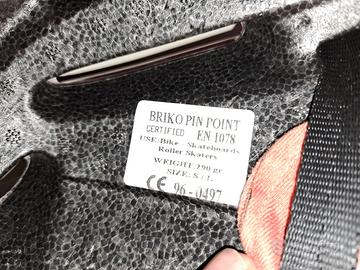 BRIKO PIN POINT
CERTIFIED EN 1078
USE: Bike Skateboards
Roller Skaters
WEIGHT 290 gr.
SIZE: S / L
CE 96-0497